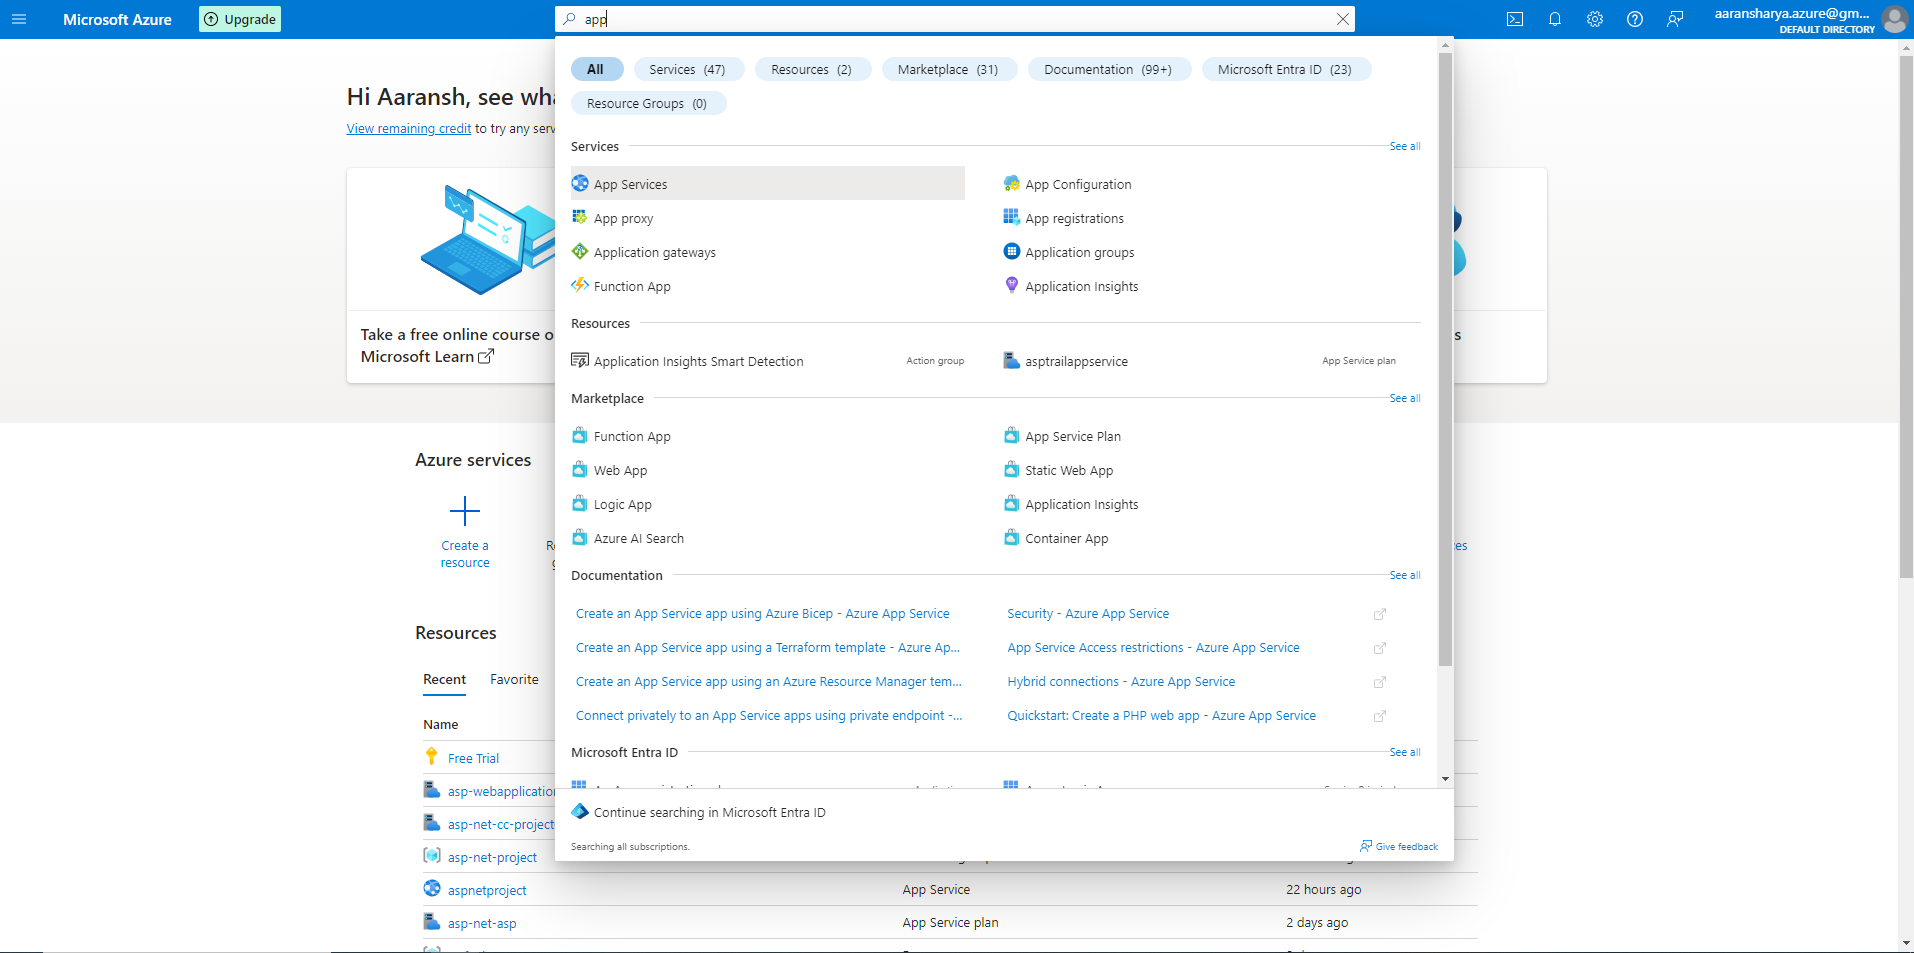 Microsoft Azure
Upgrade
app
aaransharya.azure@gm...
DEFAULT DIRECTORY
All
Services (47)
Resources (2)
Marketplace (31)
Documentation (99+)
Microsoft Entra ID (23)
Resource Groups (0)
Hi Aaransh, see wha
View remaining credit to try any serv
Take a free online course o
Microsoft Learn
s
Services
See all
App Services
App Configuration
App proxy
App registrations
Application gateways
Application groups
Function App
Application Insights
Resources
Application Insights Smart Detection
Action group
asptrailappservice
App Service plan
Marketplace
See all
Function App
App Service Plan
Web App
Static Web App
Logic App
Application Insights
Azure AI Search
Container App
Documentation
See all
Create an App Service app using Azure Bicep - Azure App Service
Security - Azure App Service
Create an App Service app using a Terraform template - Azure Ap...
App Service Access restrictions - Azure App Service
Create an App Service app using an Azure Resource Manager tem...
Hybrid connections - Azure App Service
Connect privately to an App Service apps using private endpoint -...
Quickstart: Create a PHP web app - Azure App Service
Microsoft Entra ID
See all
Continue searching in Microsoft Entra ID
Searching all subscriptions.
Give feedback
Azure services
Create a
resource
es
Resources
Recent
Favorite
Name
Free Trial
asp-webapplication
asp-net-cc-project
asp-net-project
aspnetproject
App Service
22 hours ago
asp-net-asp
App Service plan
2 days ago